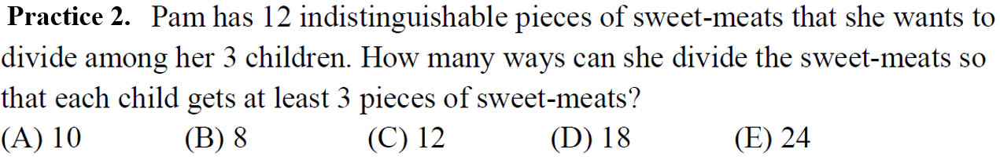 Practice 2. Pam has 12 indistinguishable pieces of sweet-meats that she wants to
divide among her 3 children. How many ways can she divide the sweet-meats so
that each child gets at least 3 pieces of sweet-meats?
(A) 10 (B) 8 (C) 12 (D) 18 (E) 24